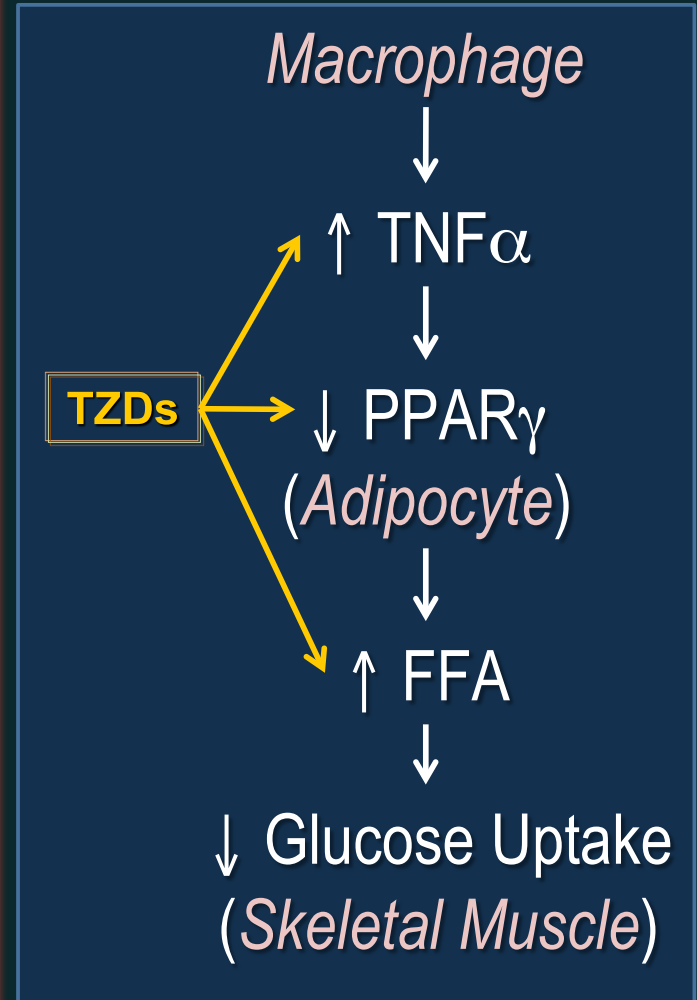 Macrophage
↑ TNFα
TZDs
↓ PPARγ
(Adipocyte)
↑ FFA
↓ Glucose Uptake
(Skeletal Muscle)